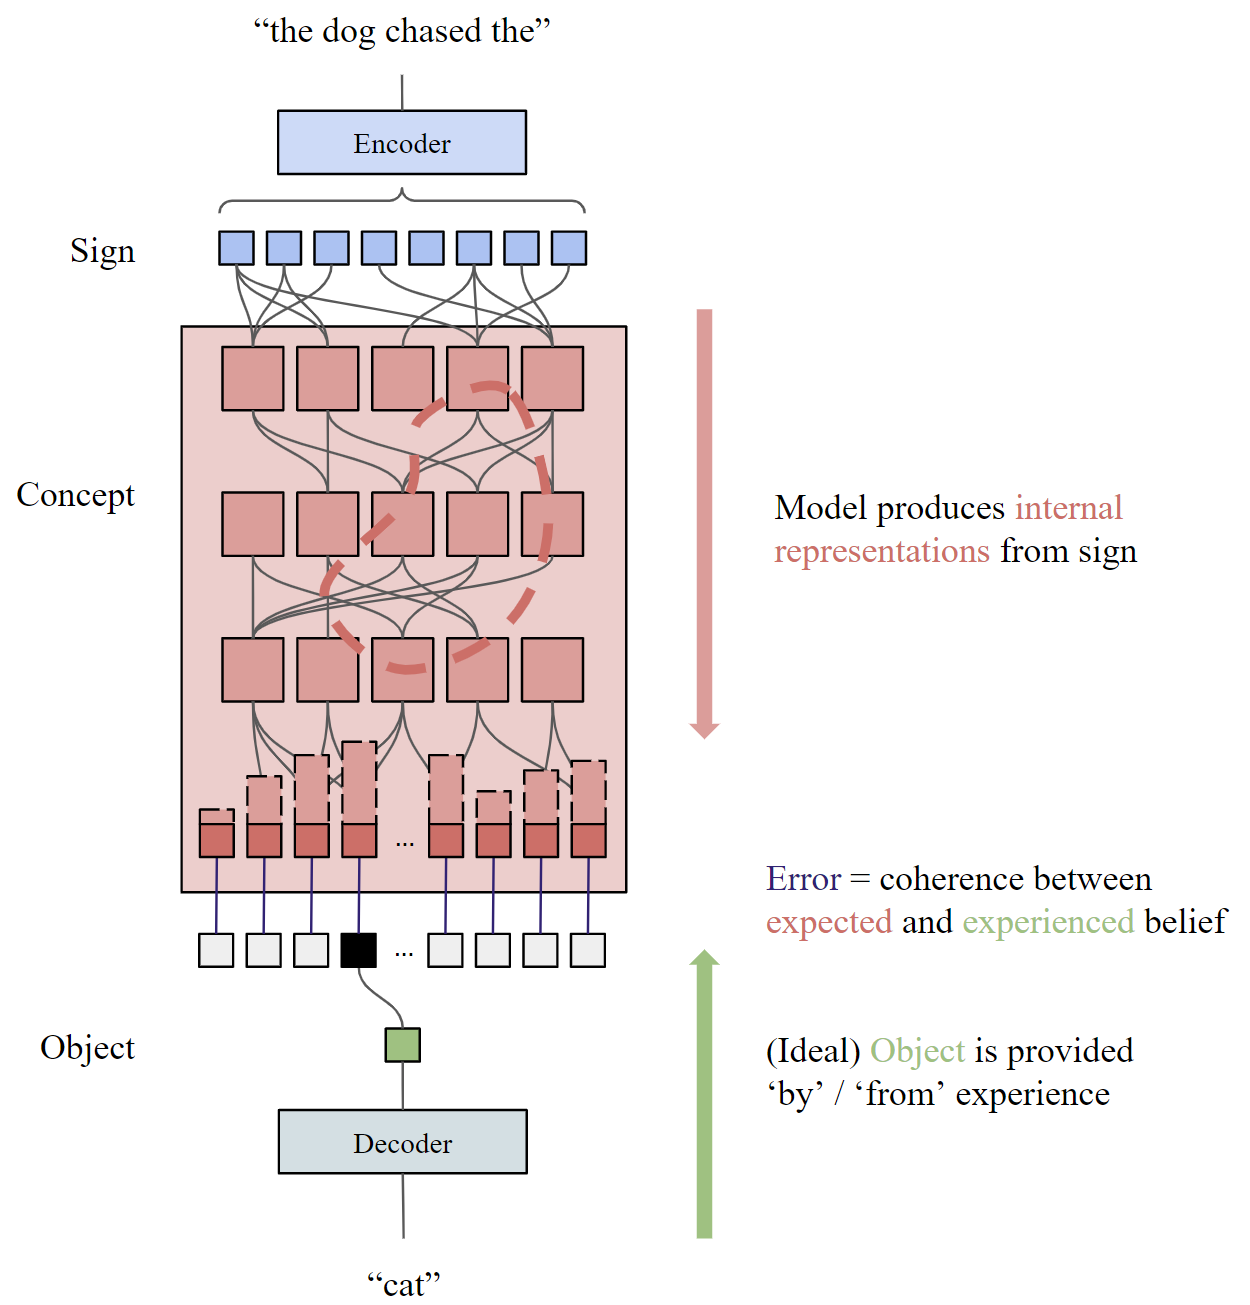 “the dog chased the”
Encoder
Sign
Concept
Model produces internal
representations from sign
...
Error = coherence between
expected and experienced belief
...
Object
(Ideal) Object is provided
‘by’ / ‘from’ experience
Decoder
“cat”